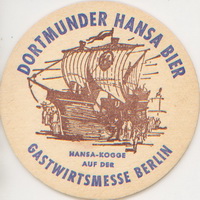 DORTMUNDER HANSA BIER
HANSA-KOGGE
AUF DER
GASTWIRTSMESSE BERLIN